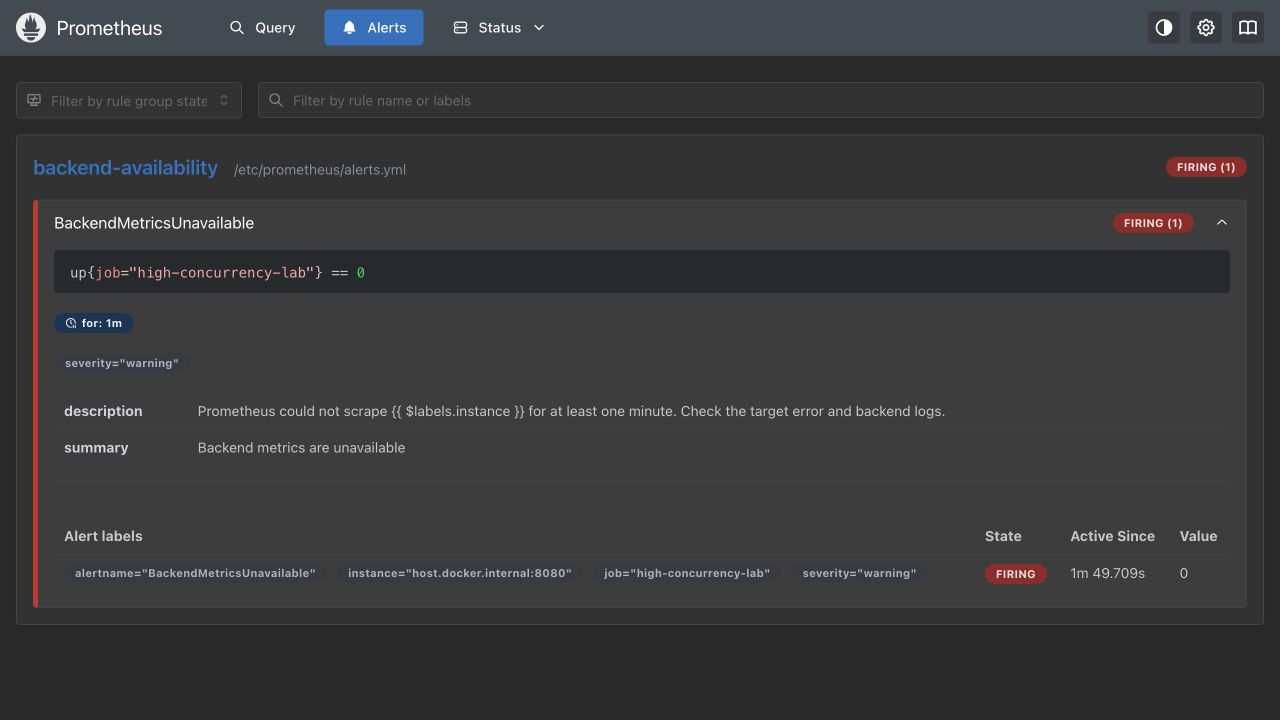 Prometheus Query Alerts Status
Filter by rule group state Filter by rule name or labels
backend-availability /etc/prometheus/alerts.yml FIRING (1)
BackendMetricsUnavailable FIRING (1)
up{job="high-concurrency-lab"} == 0
for: 1m
severity="warning"
description Prometheus could not scrape {{ $labels.instance }} for at least one minute. Check the target error and backend logs.
summary Backend metrics are unavailable
Alert labels State Active Since Value
alertname="BackendMetricsUnavailable" instance="host.docker.internal:8080" job="high-concurrency-lab" severity="warning" FIRING 1m 49.709s 0